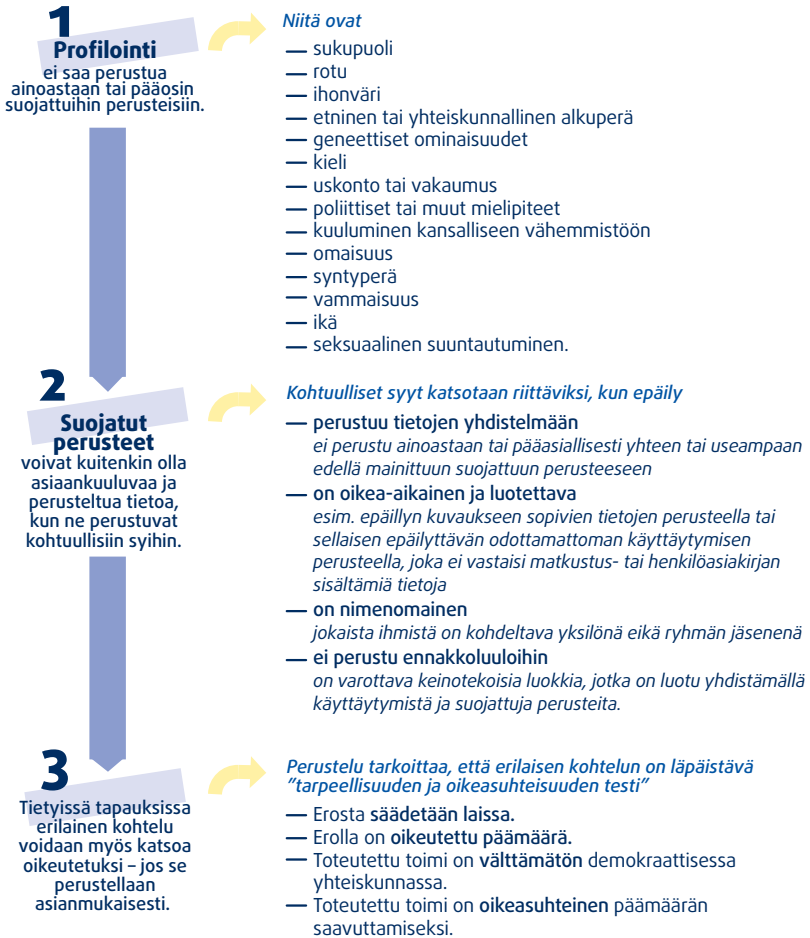 1
Profilointi
ei saa perustua
ainoastaan tai pääosin
suojattuihin perusteisiin.
Niitä ovat
— sukupuoli
— rotu
— ihonväri
— etninen tai yhteiskunnallinen alkuperä
— geneettiset ominaisuudet
— kieli
— uskonto tai vakaumus
— poliittiset tai muut mielipiteet
— kuuluminen kansalliseen vähemmistöön
— omaisuus
— syntyperä
— vammaisuus
— ikä
— seksuaalinen suuntautuminen.
2
Suojatut
perusteet
voivat kuitenkin olla
asiaankuuluvaa ja
perusteltua tietoa,
kun ne perustuvat
kohtuullisiin syihin.
Kohtuulliset syyt katsotaan riittäviksi, kun epäily
— perustuu tietojen yhdistelmään
ei perustu ainoastaan tai pääasiallisesti yhteen tai useampaan
edellä mainittuun suojattuun perusteeseen
— on oikea-aikainen ja luotettava
esim. epäillyn kuvaukseen sopivien tietojen perusteella tai
sellaisen epäilyttävän odottamattoman käyttäytymisen
perusteella, joka ei vastaisi matkustus- tai henkilöasiakirjan
sisältämiä tietoja
— on nimenomainen
jokaista ihmistä on kohdeltava yksilönä eikä ryhmän jäsenenä
— ei perustu ennakkoluuloihin
on varottava keinotekoisia luokkia, jotka on luotu yhdistämällä
käyttäytymistä ja suojattuja perusteita.
3
Tietyissä tapauksissa
erilainen kohtelu
voidaan myös katsoa
oikeutetuksi – jos se
perustellaan
asianmukaisesti.
Perustelu tarkoittaa, että erilaisen kohtelun on läpäistävä
”tarpeellisuuden ja oikeasuhteisuuden testi”
— Erosta säädetään laissa.
— Erolla on oikeutettu päämäärä.
— Toteutettu toimi on välttämätön demokraattisessa
yhteiskunnassa.
— Toteutettu toimi on oikeasuhteinen päämäärän
saavuttamiseksi.